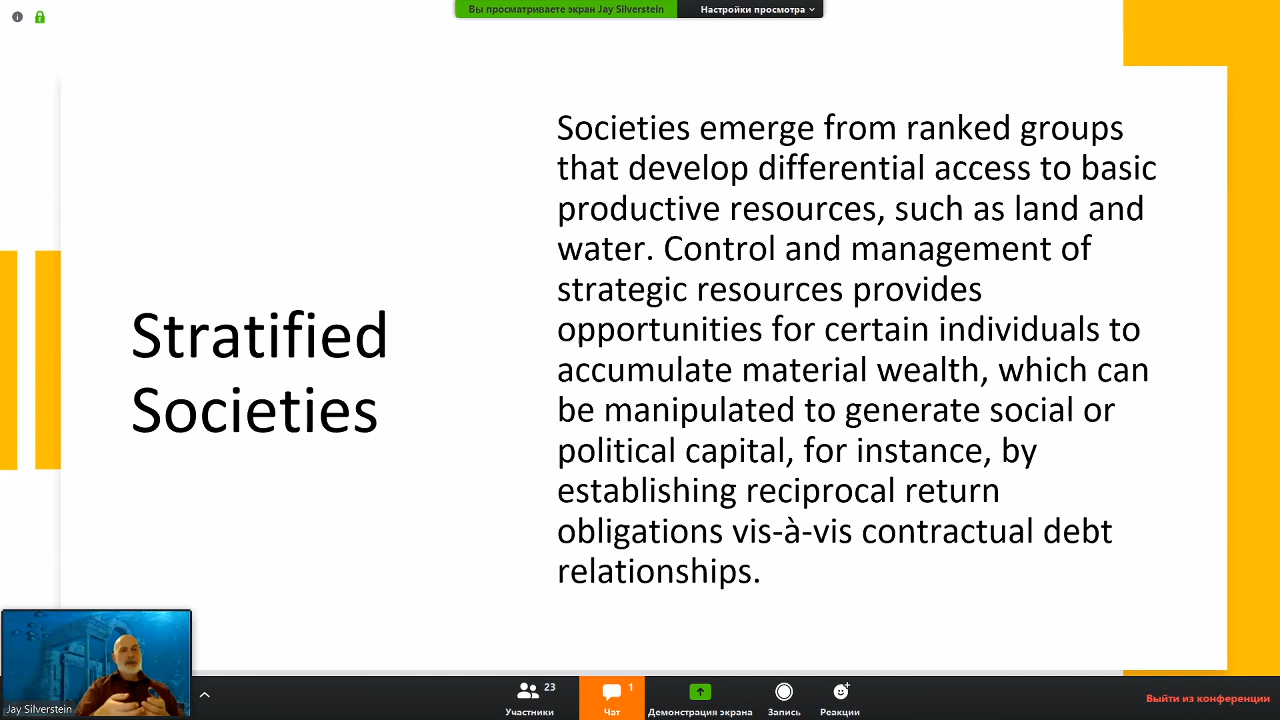 Вы просматриваете экран Jay Silverstein
Настройки просмотра
Stratified
Societies
Societies emerge from ranked groups
that develop differential access to basic
productive resources, such as land and
water. Control and management of
strategic resources provides
opportunities for certain individuals to
accumulate material wealth, which can
be manipulated to generate social or
political capital, for instance, by
establishing reciprocal return
obligations vis-à-vis contractual debt
relationships.
Jay Silverstein
23
Участники
1
Чат
Демонстрация экрана
Запись
Реакции
Выйти из конференции